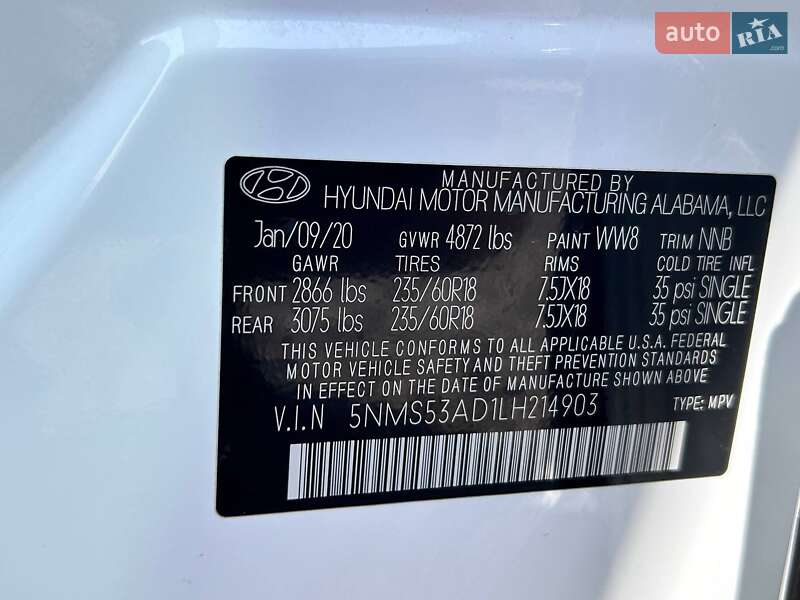 auto RIA.com
MANUFACTURED BY
HYUNDAI MOTOR MANUFACTURING ALABAMA, LLC
Jan/09/20 GVWR 4872 lbs PAINT WW8 TRIM NNB
GAWR TIRES RIMS COLD TIRE INFL
FRONT 2866 lbs 235/60R18 7.5JX18 35 psi SINGLE
REAR 3075 lbs 235/60R18 7.5JX18 35 psi SINGLE
THIS VEHICLE CONFORMS TO ALL APPLICABLE U.S.A. FEDERAL
MOTOR VEHICLE SAFETY AND THEFT PREVENTION STANDARDS
IN EFFECT ON THE DATE OF MANUFACTURE SHOWN ABOVE
V.I.N 5NMS53AD1LH214903 TYPE: MPV